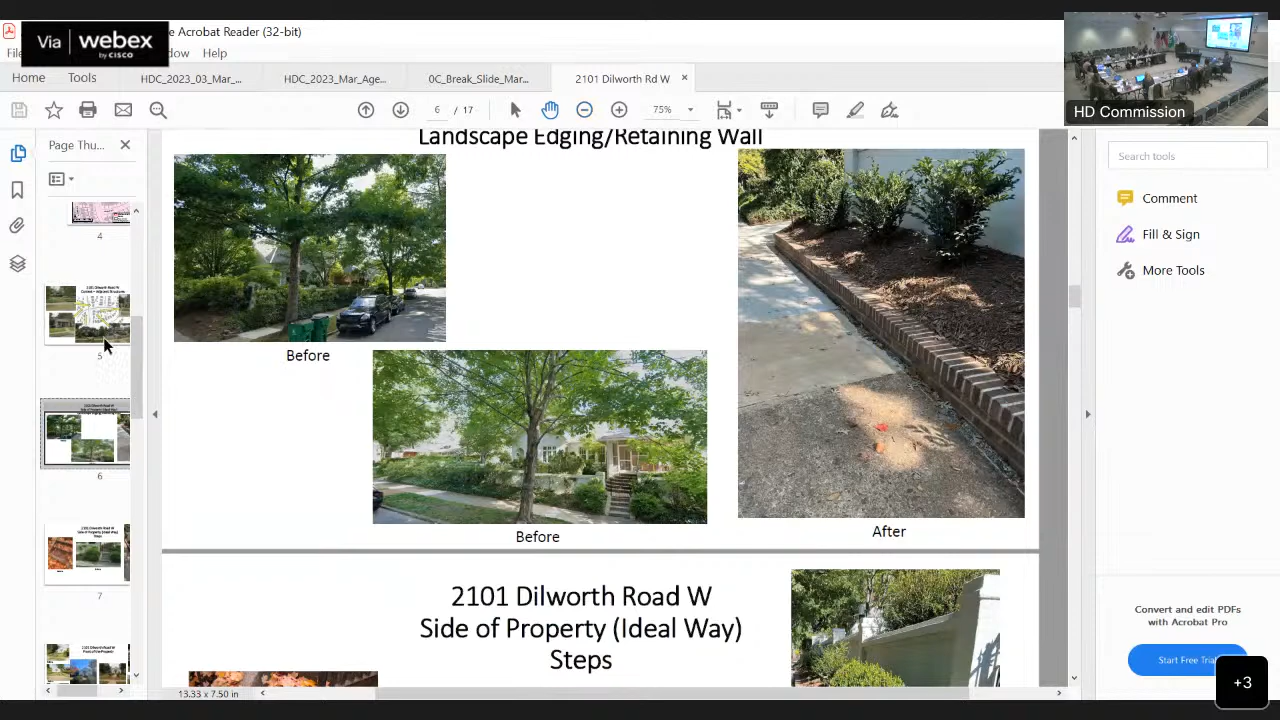 Via webex
by CISCO
e Acrobat Reader (32-bit)
File
dow Help
HD Commission
Home Tools HDC_2023_03_Mar_... HDC_2023_Mar_Age... 0C_Break_Slide_Mar... 2101 Dilworth Rd W
6 / 17 75%
Page Thu...
4
5
6
7
Landscape Edging/Retaining Wall
Before
Before
After
2101 Dilworth Road W
Side of Property (Ideal Way)
Steps
13.33 x 7.50 in
Search tools
Comment
Fill & Sign
More Tools
Convert and edit PDFs
with Acrobat Pro
Start Free Trial
+3